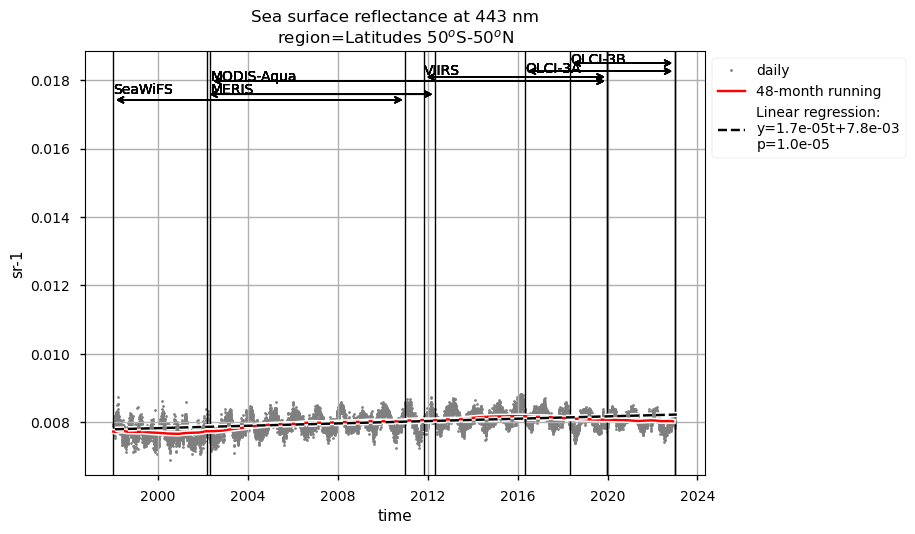 Sea surface reflectance at 443 nm
region=Latitudes 50°S-50°N
OLCI-3B
OLCI-3A
VIIRS
MODIS-Aqua
MERIS
SeaWiFS
0.018
0.016
0.014
0.012
0.010
0.008
sr-1
2000
2004
2008
2012
2016
2020
2024
time
daily
48-month running
Linear regression:
y=1.7e-05t+7.8e-03
p=1.0e-05